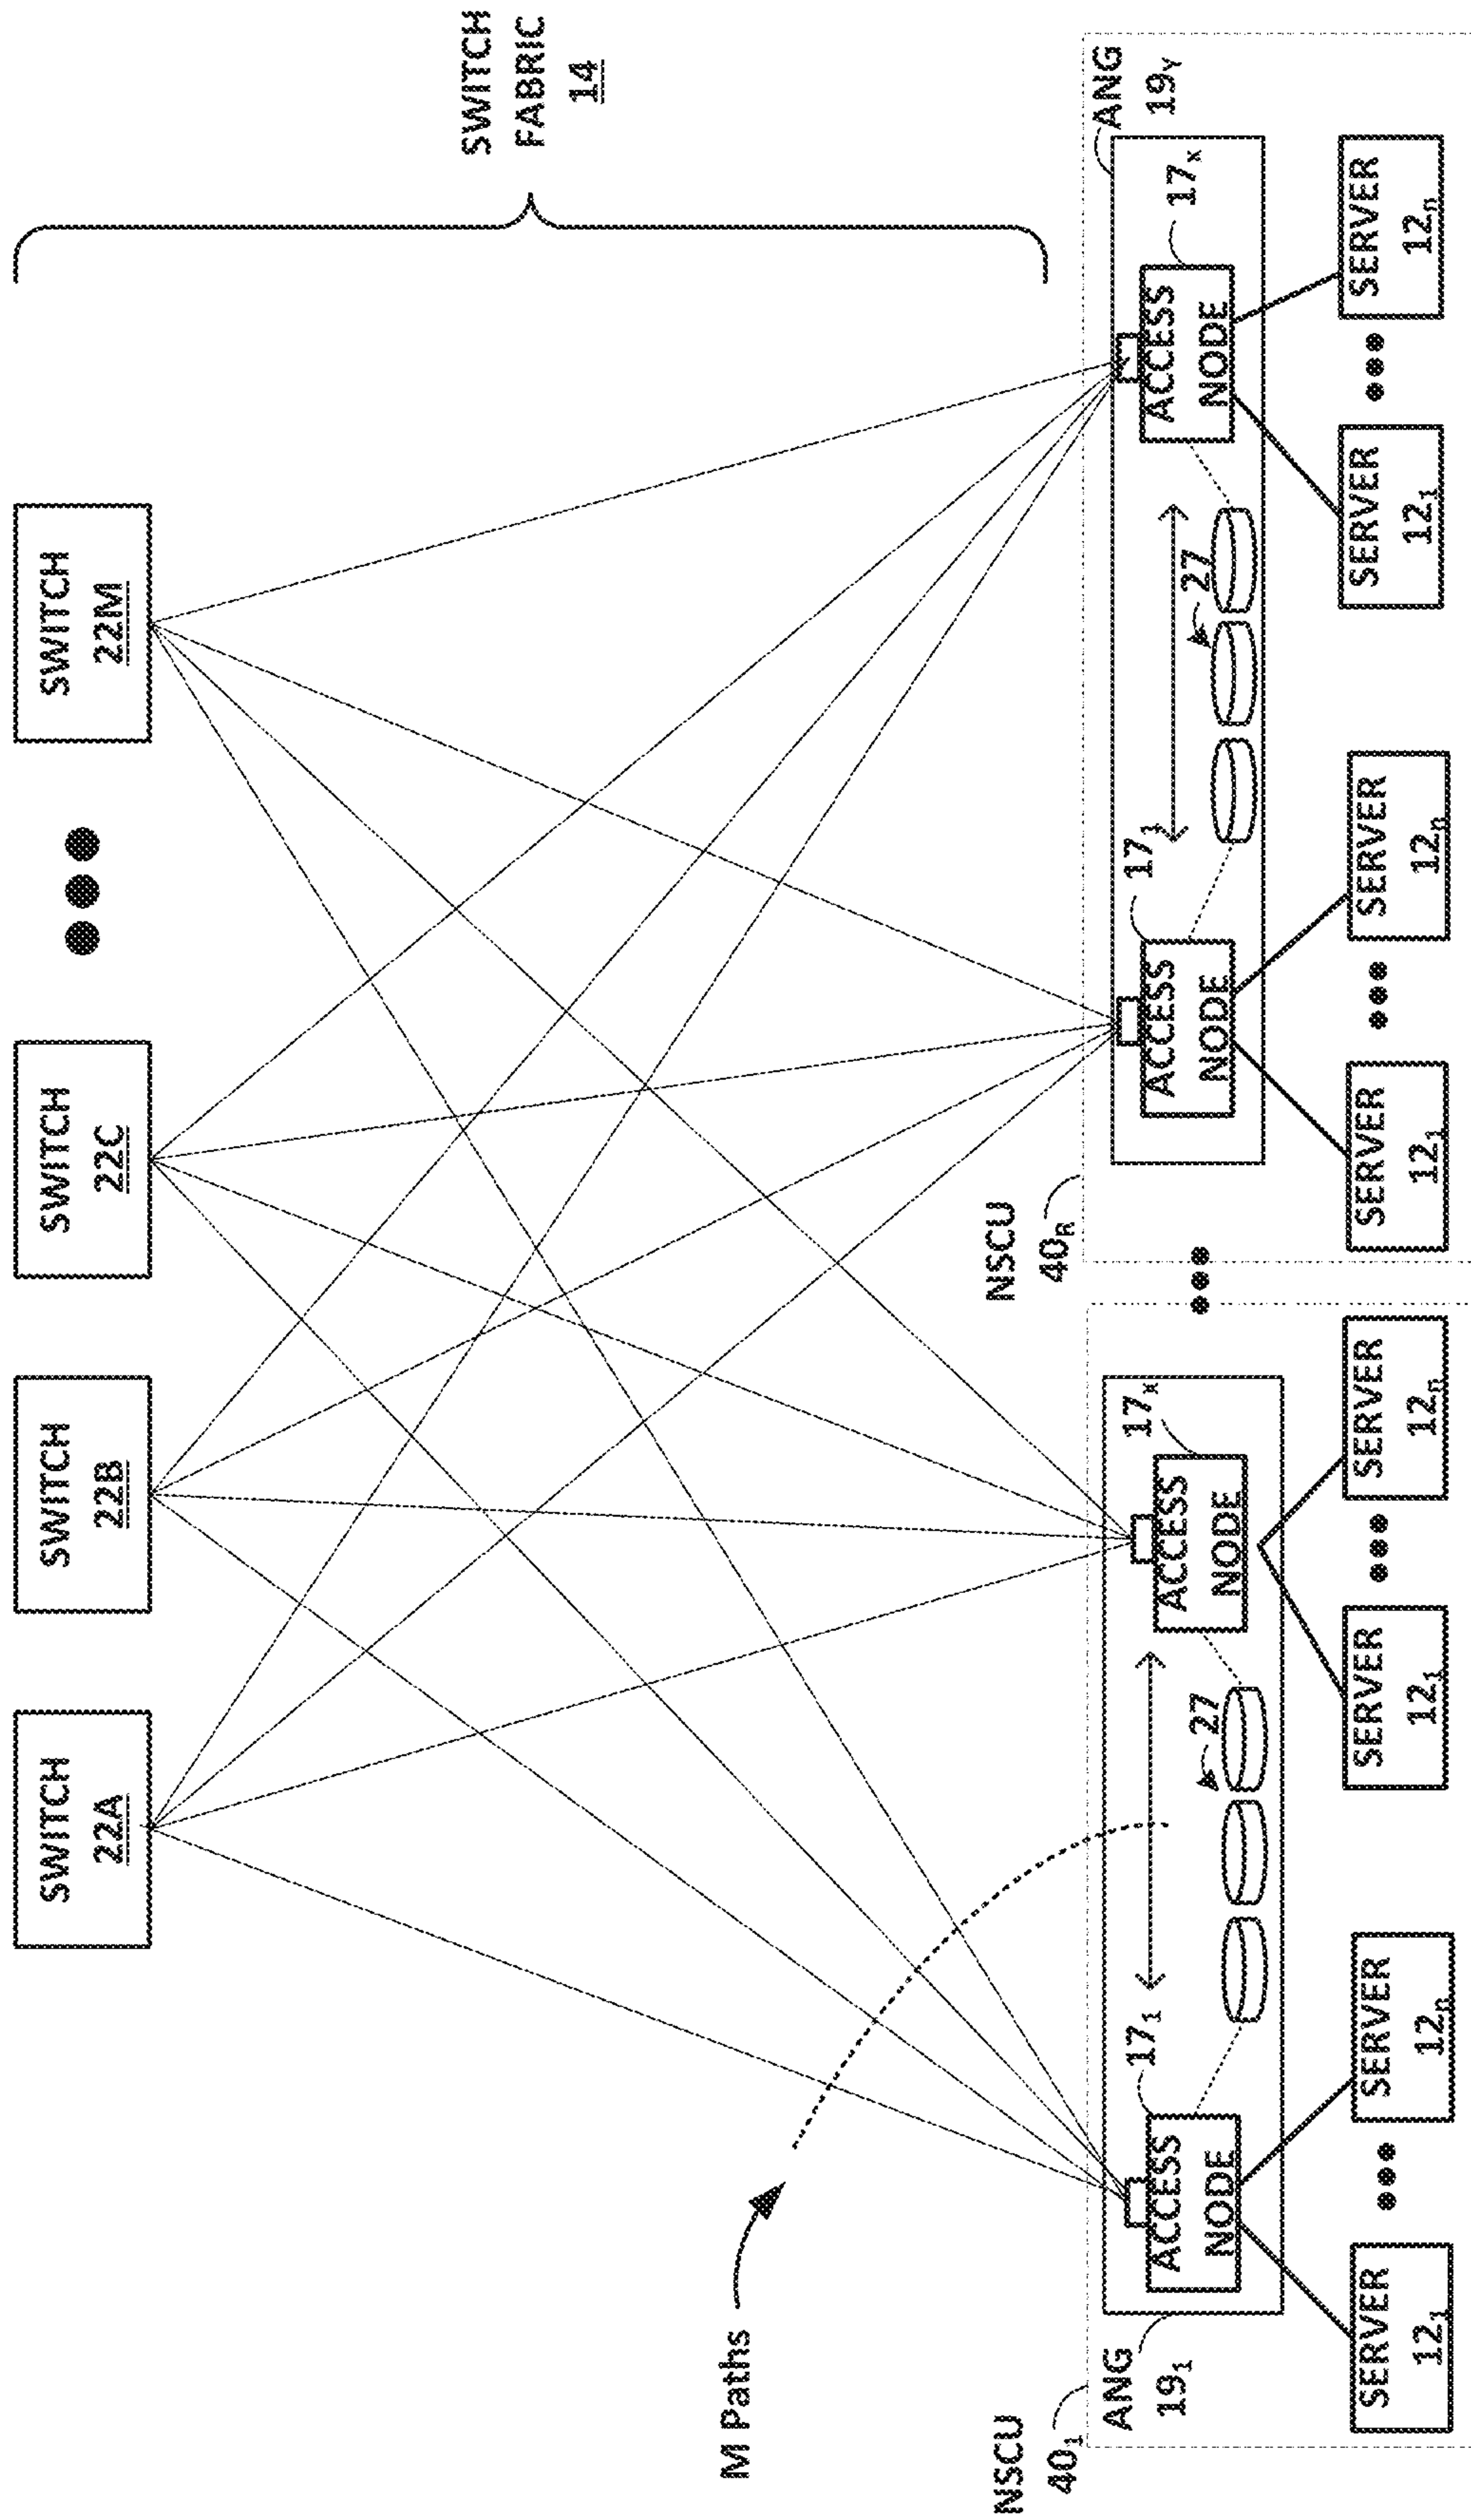 SWITCH
22A
SWITCH
22B
SWITCH
22C
SWITCH
22M
SWITCH
FABRIC
14
M Paths
NSCU
40₁
ANG
19₁
ACCESS
NODE
17₁
27
ACCESS
NODE
17ₓ
SERVER
12₁
SERVER
12ₙ
SERVER
12₁
SERVER
12ₙ
NSCU
40R
ANG
19Y
ACCESS
NODE
17₁
27
ACCESS
NODE
17ₓ
SERVER
12₁
SERVER
12ₙ
SERVER
12₁
SERVER
12ₙ